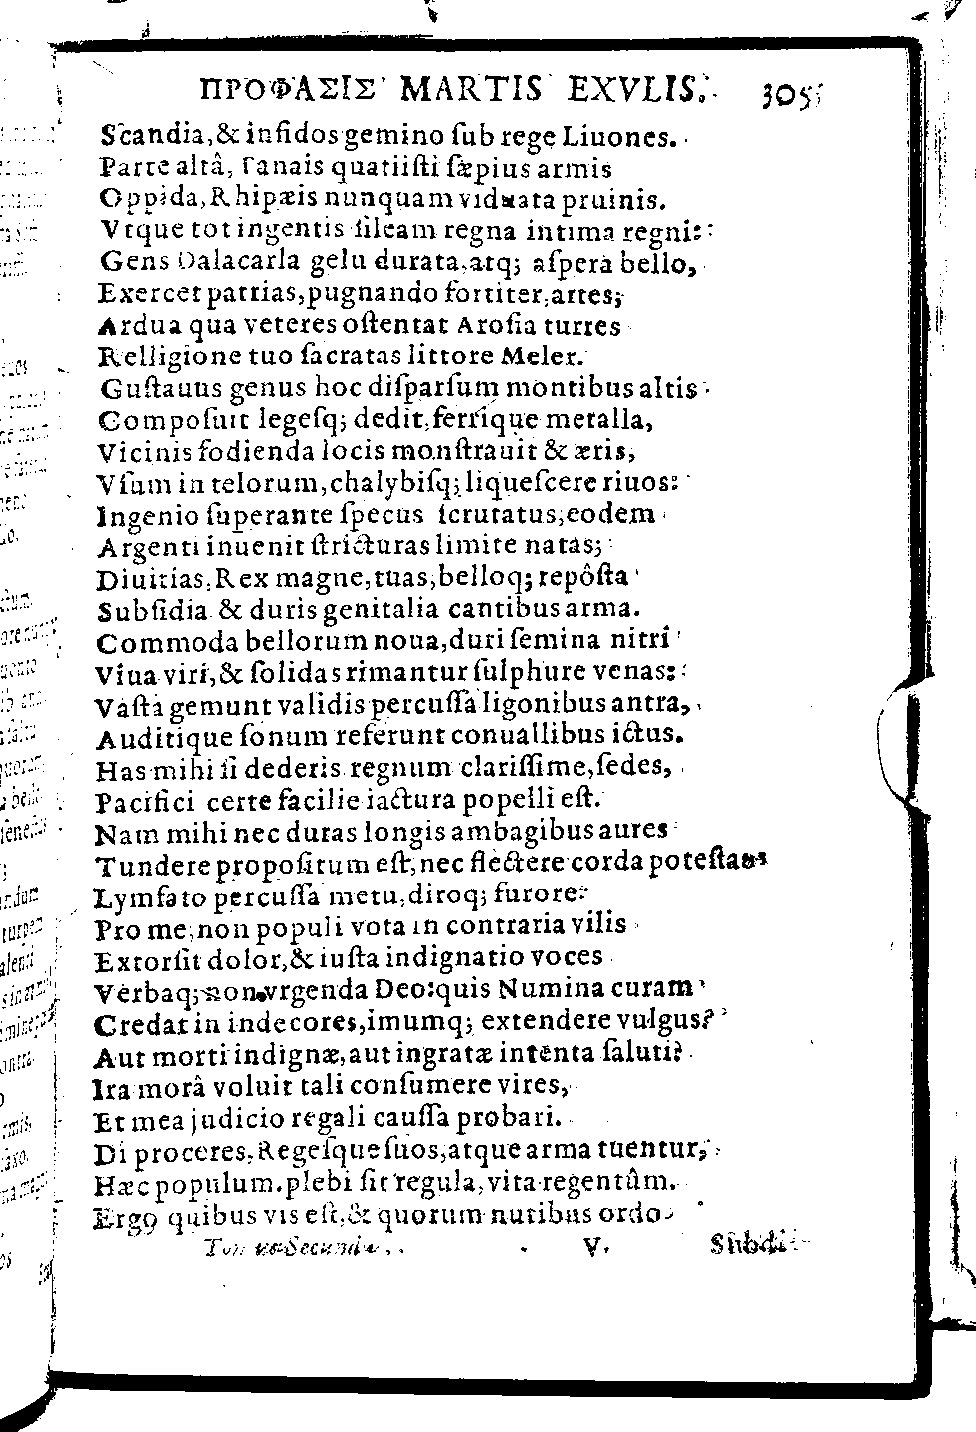 ΠΡΟΦΑΣΙΣ MARTIS EXVLIS. 305
Scandia, & infidos gemino ſub rege Liuones.
Parte altâ, Tanais quatiiſti ſæpius armis
Oppida, Rhipæis nunquam viduata pruinis.
Vtque tot ingentis ſileam regna intima regni:
Gens Dalacarla gelu durata, atq; aſpera bello,
Exercet patrias, pugnando fortiter, artes;
Ardua qua veteres oſtentat Aroſia turres
Relligione tuo ſacratas littore Meler.
Guſtauus genus hoc diſparſum montibus altis
Compoſuit legeſq; dedit, ferrique metalla,
Vicinis fodienda locis monſtrauit & æris,
Vſum in telorum, chalybiſq; liqueſcere riuos:
Ingenio ſuperante ſpecus ſcrutatus, eodem
Argenti inuenit ſtricturas limite natas;
Diuitias, Rex magne, tuas, belloq; repôſta
Subſidia & duris genitalia cantibus arma.
Commoda bellorum noua, duri ſemina nitri
Viua viri, & ſolidas rimantur ſulphure venas:
Vaſta gemunt validis percuſſa ligonibus antra,
Auditique ſonum referunt conuallibus ictus.
Has mihi ſi dederis regnum clariſſime, ſedes,
Pacifici certe facilie iactura popelli eſt.
Nam mihi nec duras longis ambagibus aures
Tundere propoſitum eſt, nec flectere corda poteſtas
Lymfato percuſſa metu, diroq; furore:
Pro me, non populi vota in contraria vilis
Extorſit dolor, & iuſta indignatio voces
Verbaq; non vrgenda Deo: quis Numina curam
Credat in indecores, imumq; extendere vulgus?
Aut morti indignæ, aut ingratæ intenta ſaluti?
Ira morâ voluit tali conſumere vires,
Et mea judicio regali cauſſa probari.
Di proceres, Regeſque ſuos, atque arma tuentur,
Hæc populum. plebi ſit regula, vita regentûm.
Ergo quibus vis eſt, & quorum nutibus ordo
Secunda V. Subdi